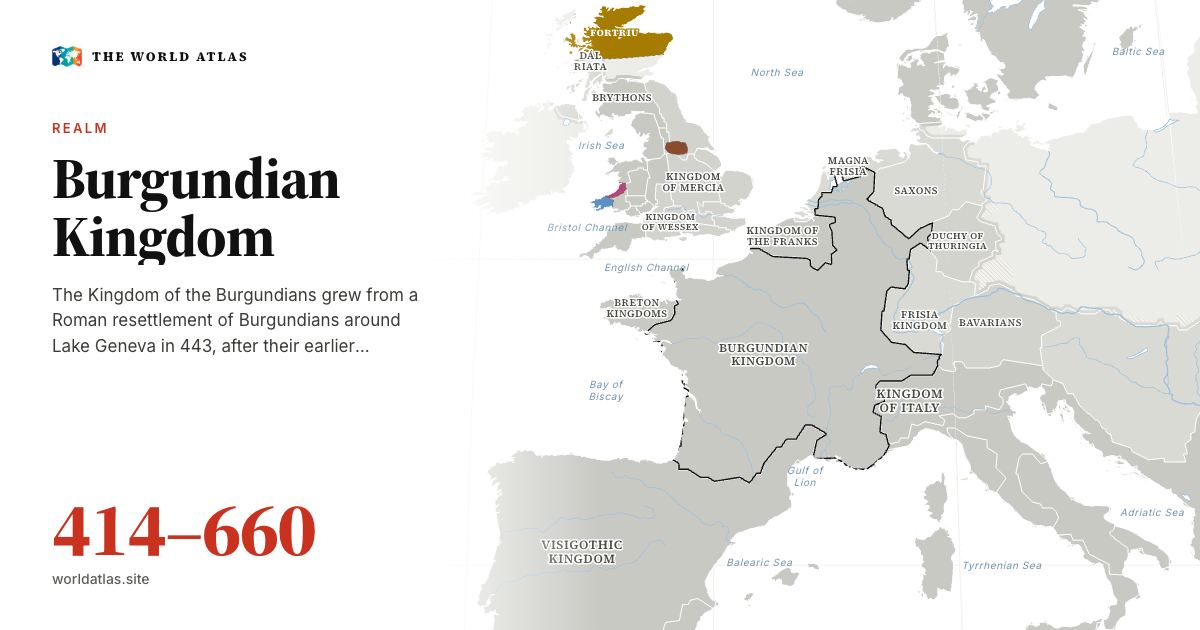 THE WORLD ATLAS
REALM
Burgundian
Kingdom
The Kingdom of the Burgundians grew from a
Roman resettlement of Burgundians around
Lake Geneva in 443, after their earlier...
414–660
worldatlas.site
FORTRIU
DÁL
RIATA
BRYTHONS
North Sea
Baltic Sea
Irish Sea
KINGDOM
OF MERCIA
MAGNA
FRISIA
SAXONS
Bristol Channel
KINGDOM
OF WESSEX
KINGDOM OF
THE FRANKS
DUCHY OF
THURINGIA
English Channel
BRETON
KINGDOMS
FRISIA
KINGDOM
BAVARIANS
BURGUNDIAN
KINGDOM
Bay of
Biscay
KINGDOM
OF ITALY
Gulf of
Lion
Adriatic Sea
VISIGOTHIC
KINGDOM
Balearic Sea
Tyrrhenian Sea